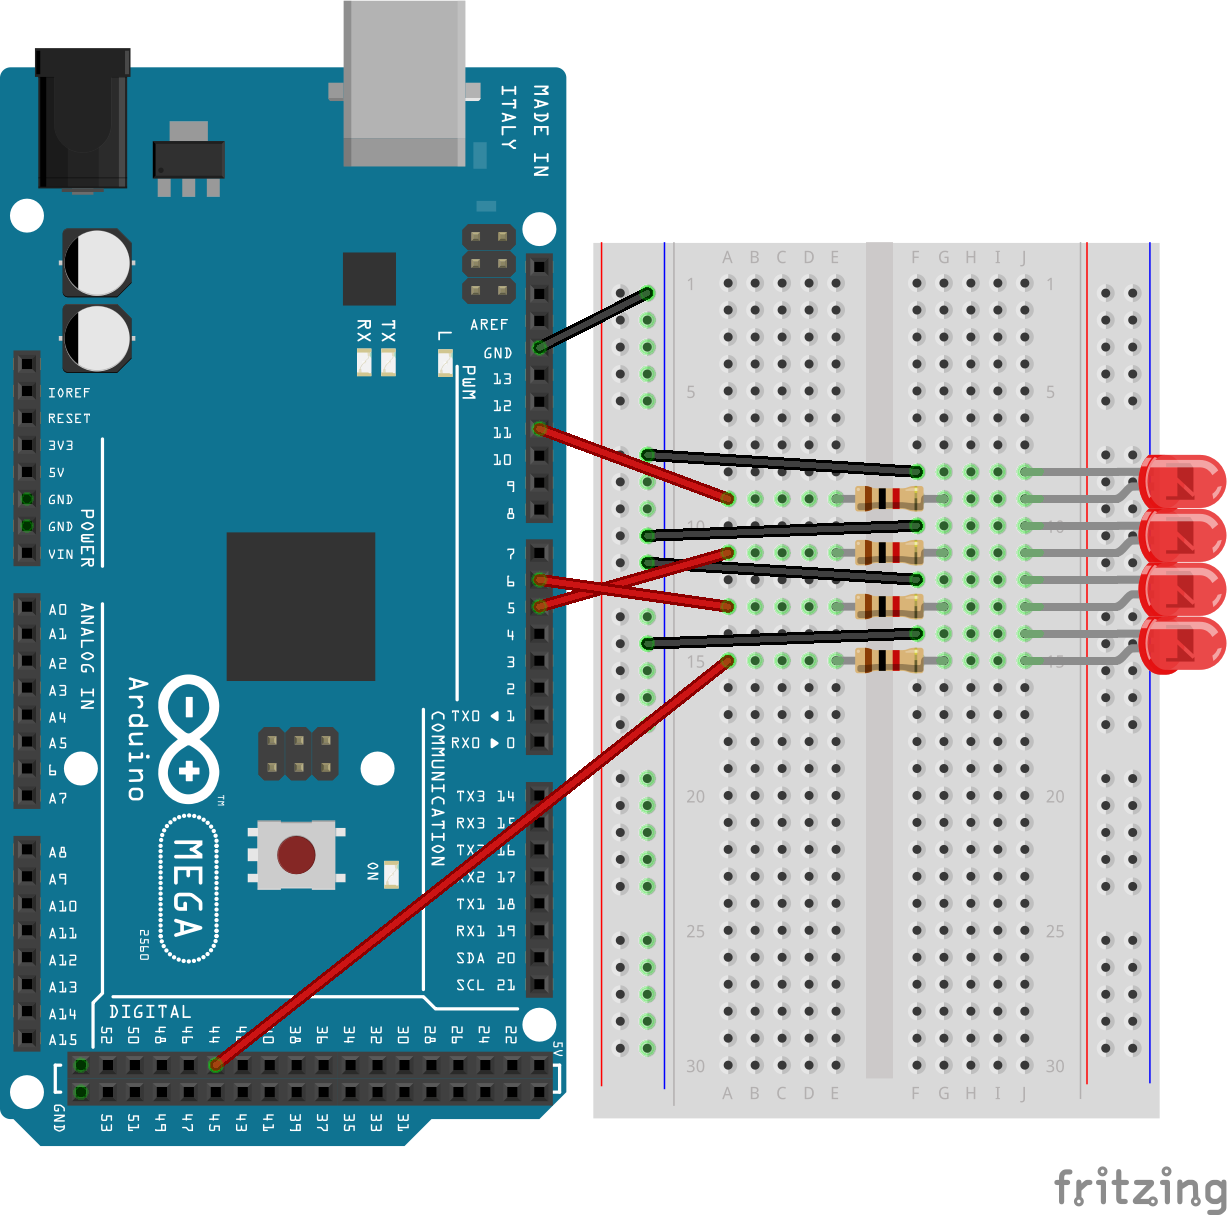 MADE IN
ITALY
RX
TX
L
AREF
GND
13
12
11
10
9
8
PWM
7
6
5
4
3
2
TX0 ◀ 1
RX0 ▶ 0
COMMUNICATION
TX3 14
RX3 15
TX2 16
RX2 17
TX1 18
RX1 19
SDA 20
SCL 21
IOREF
RESET
3V3
5V
GND
GND
VIN
POWER
A0
A1
A2
A3
A4
A5
6
A7
ANALOG IN
A8
A9
A10
A11
A12
A13
A14
A15
Arduino
TM
MEGA
2560
ON
DIGITAL
52 50 48 46 44 42 40 38 36 34 32 30 28 26 24 22
5V
GND
53 51 49 47 45 43 41 39 37 35 33 31
A B C D E F G H I J
1 1
5 5
10 10
15 15
20 20
25 25
30 30
A B C D E F G H I J
fritzing